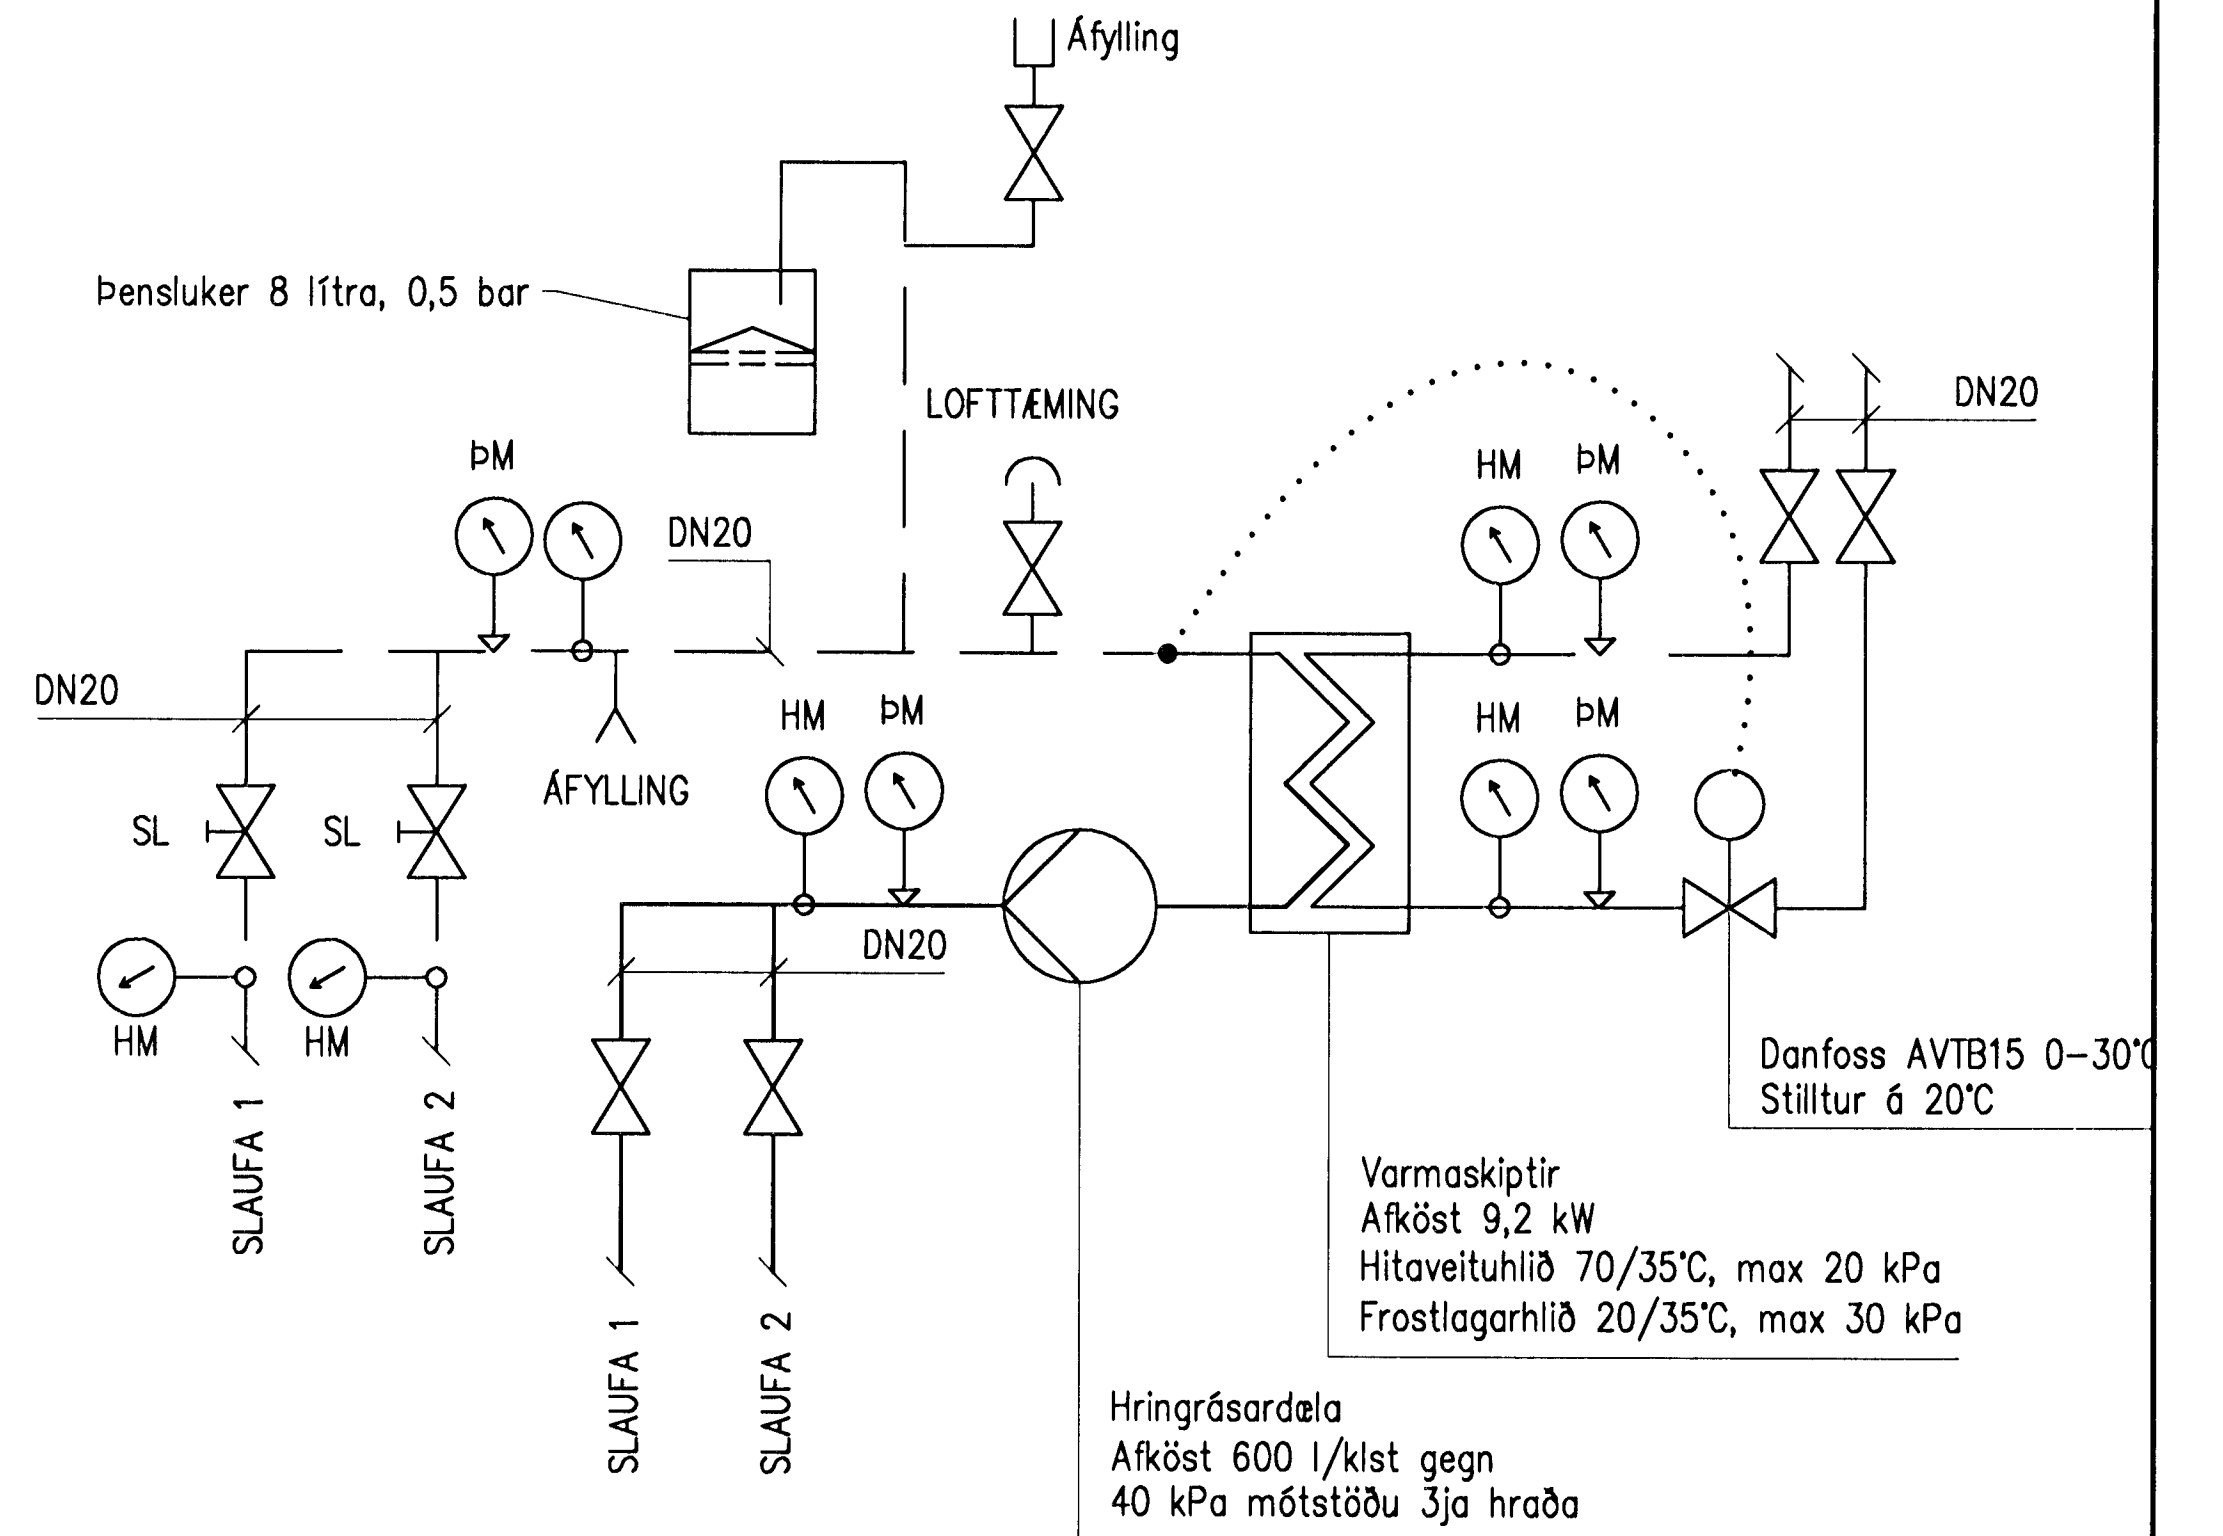 Áfylling
Þensluker 8 lítra, 0,5 bar
LOFTTÆMING
DN20
ÞM
HM
ÞM
DN20
DN20
HM
ÞM
HM
ÞM
ÁFYLLING
SL
SL
DN20
HM
HM
SLAUFA 1
SLAUFA 2
SLAUFA 1
SLAUFA 2
Danfoss AVTB15 0-30°C
Stilltur á 20°C
Varmaskiptir
Afköst 9,2 kW
Hitaveituhlið 70/35°C, max 20 kPa
Frostlagarhlið 20/35°C, max 30 kPa
Hringrásardæla
Afköst 600 l/klst gegn
40 kPa mótstöðu 3ja hraða